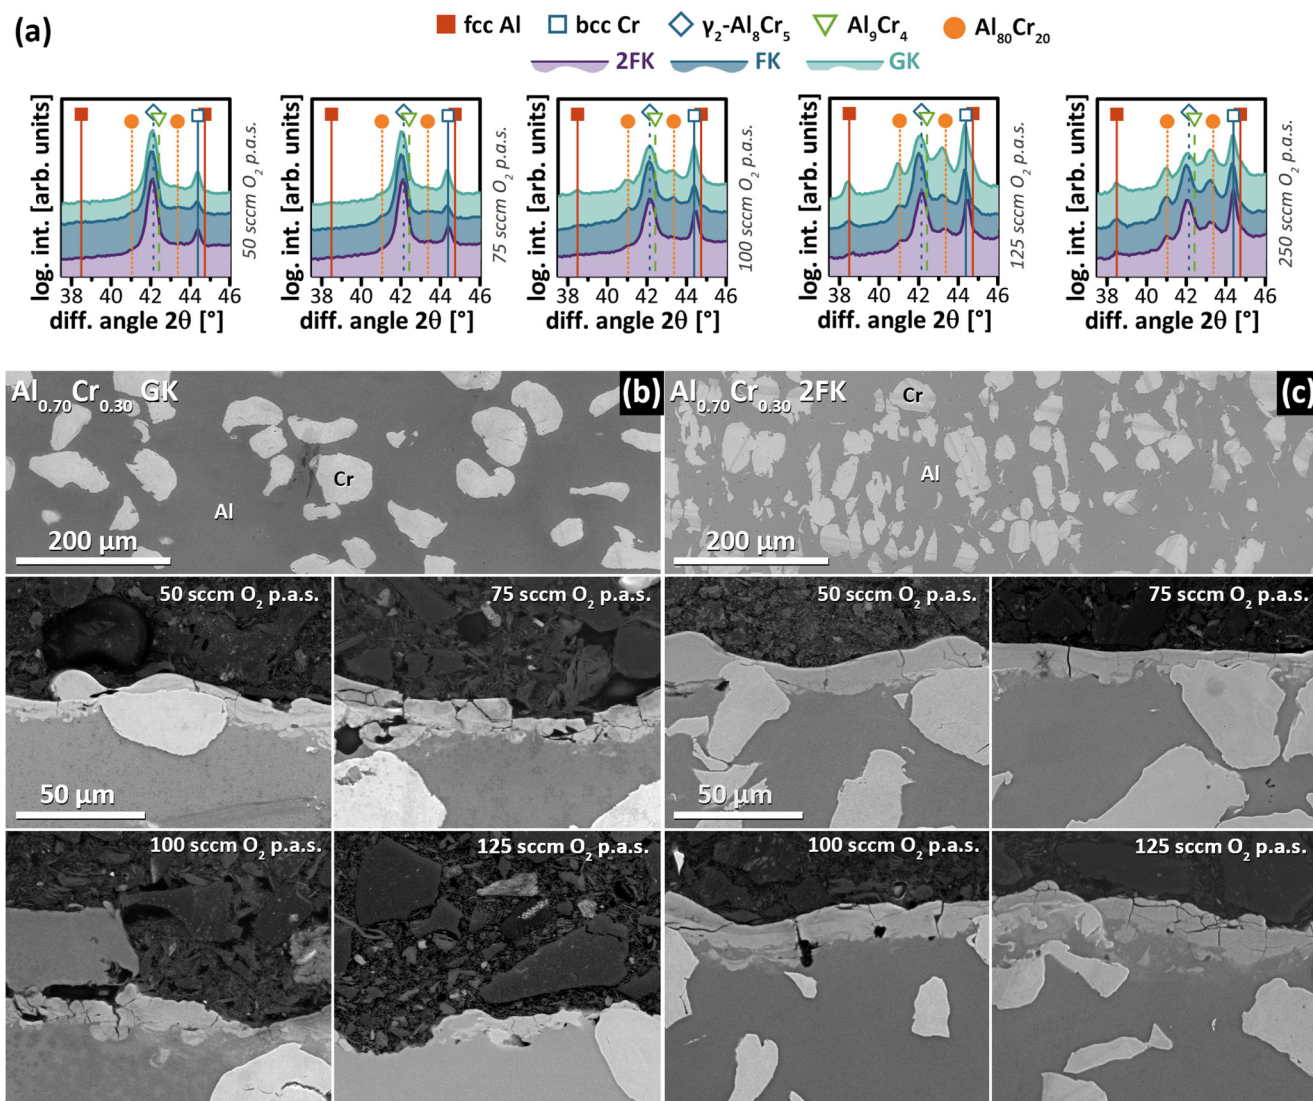 (a)
fcc Al bcc Cr γ₂-Al₈Cr₅ Al₉Cr₄ Al₈₀Cr₂₀
2FK FK GK
log. int. [arb. units]
38 40 42 44 46
diff. angle 2θ [°]
50 sccm O₂ p.a.s.
log. int. [arb. units]
38 40 42 44 46
diff. angle 2θ [°]
75 sccm O₂ p.a.s.
log. int. [arb. units]
38 40 42 44 46
diff. angle 2θ [°]
100 sccm O₂ p.a.s.
log. int. [arb. units]
38 40 42 44 46
diff. angle 2θ [°]
125 sccm O₂ p.a.s.
log. int. [arb. units]
38 40 42 44 46
diff. angle 2θ [°]
250 sccm O₂ p.a.s.
Al₀.₇₀Cr₀.₃₀ GK (b)
Cr
Al
200 µm
50 sccm O₂ p.a.s.
75 sccm O₂ p.a.s.
50 µm
100 sccm O₂ p.a.s.
125 sccm O₂ p.a.s.
Al₀.₇₀Cr₀.₃₀ 2FK (c)
Cr
Al
200 µm
50 sccm O₂ p.a.s.
75 sccm O₂ p.a.s.
50 µm
100 sccm O₂ p.a.s.
125 sccm O₂ p.a.s.